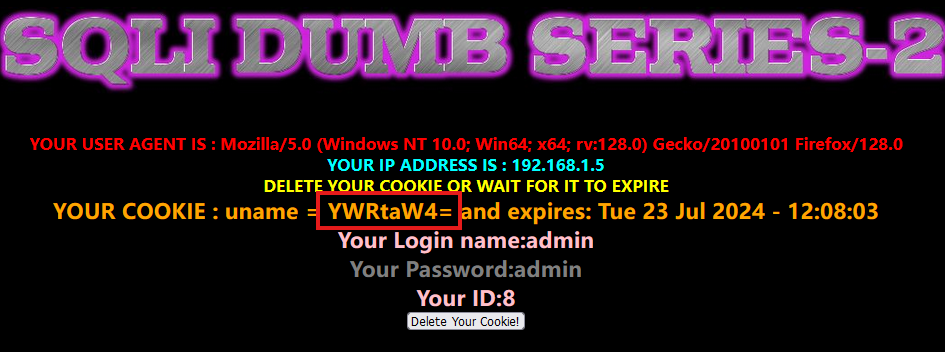 SQLI DUMB SERIES-2
YOUR USER AGENT IS : Mozilla/5.0 (Windows NT 10.0; Win64; x64; rv:128.0) Gecko/20100101 Firefox/128.0
YOUR IP ADDRESS IS : 192.168.1.5
DELETE YOUR COOKIE OR WAIT FOR IT TO EXPIRE
YOUR COOKIE : uname = YWRtaW4= and expires: Tue 23 Jul 2024 - 12:08:03
Your Login name:admin
Your Password:admin
Your ID:8
Delete Your Cookie!